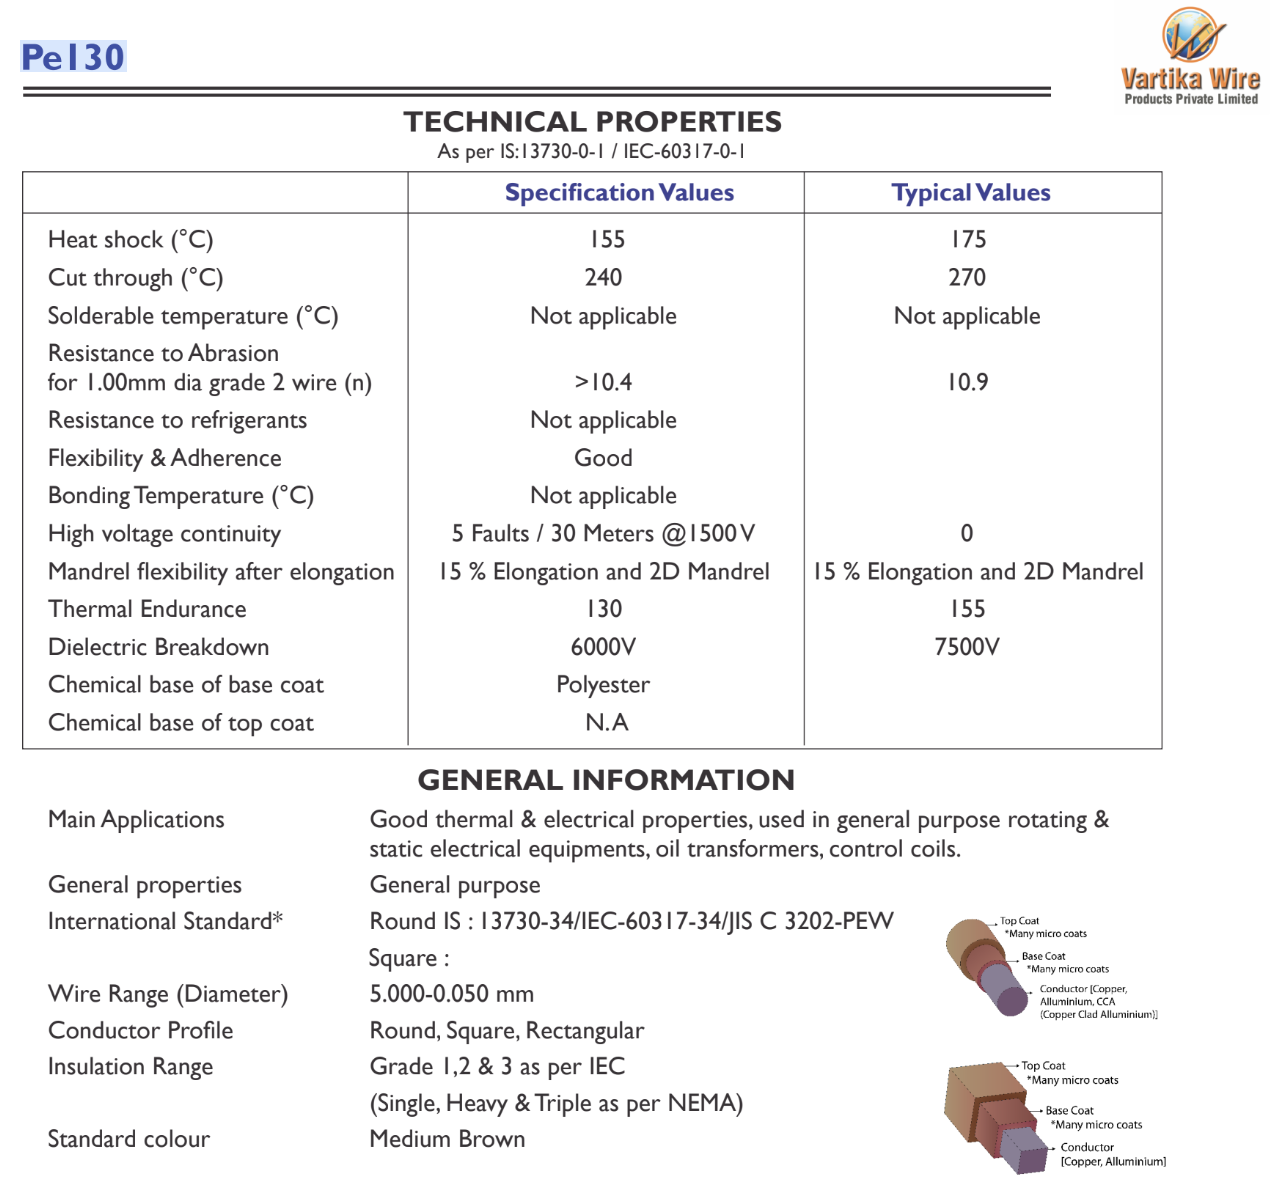 Pe130
Vartika Wire
Products Private Limited
TECHNICAL PROPERTIES
As per IS:13730-0-1 / IEC-60317-0-1
Specification Values Typical Values
Heat shock (°C) 155 175
Cut through (°C) 240 270
Solderable temperature (°C) Not applicable Not applicable
Resistance to Abrasion
for 1.00mm dia grade 2 wire (n) >10.4 10.9
Resistance to refrigerants Not applicable
Flexibility & Adherence Good
Bonding Temperature (°C) Not applicable
High voltage continuity 5 Faults / 30 Meters @1500V 0
Mandrel flexibility after elongation 15 % Elongation and 2D Mandrel 15 % Elongation and 2D Mandrel
Thermal Endurance 130 155
Dielectric Breakdown 6000V 7500V
Chemical base of base coat Polyester
Chemical base of top coat N.A
GENERAL INFORMATION
Main Applications Good thermal & electrical properties, used in general purpose rotating &
static electrical equipments, oil transformers, control coils.
General properties General purpose
International Standard* Round IS : 13730-34/IEC-60317-34/JIS C 3202-PEW
Square :
Wire Range (Diameter) 5.000-0.050 mm
Conductor Profile Round, Square, Rectangular
Insulation Range Grade 1,2 & 3 as per IEC
(Single, Heavy & Triple as per NEMA)
Standard colour Medium Brown
Top Coat
*Many micro coats
Base Coat
*Many micro coats
Conductor [Copper,
Alluminium, CCA
(Copper Clad Alluminium)]
Top Coat
*Many micro coats
Base Coat
*Many micro coats
Conductor
[Copper, Alluminium]